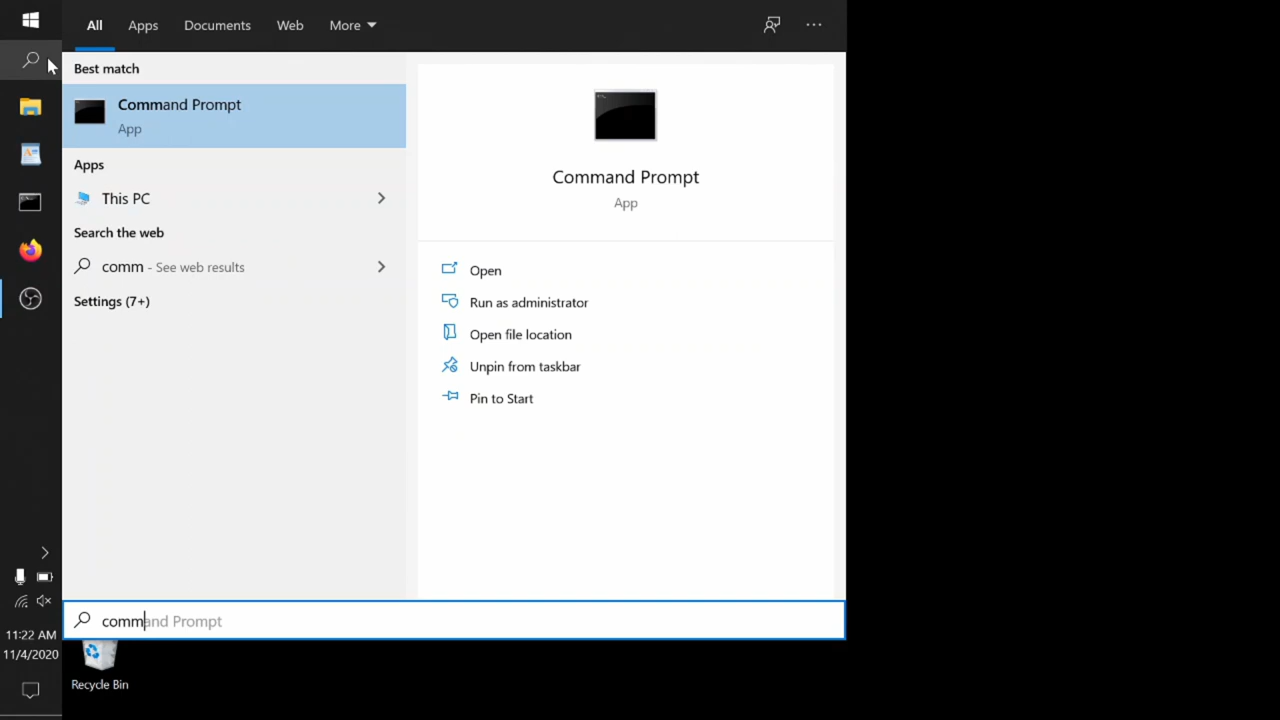 All Apps Documents Web More
Best match
Command Prompt
App
Apps
This PC
Search the web
comm - See web results
Settings (7+)
Command Prompt
App
Open
Run as administrator
Open file location
Unpin from taskbar
Pin to Start
command Prompt
11:22 AM
11/4/2020
Recycle Bin